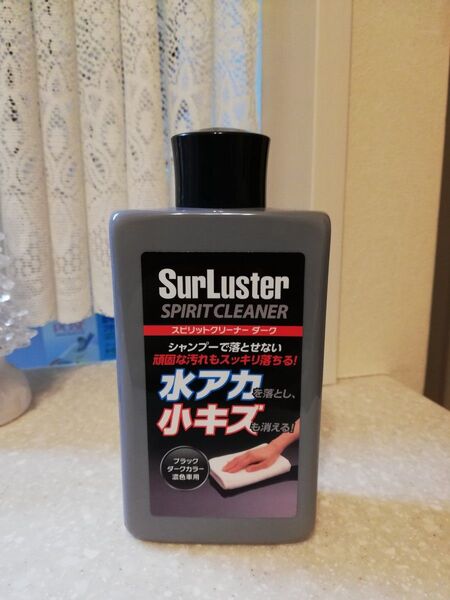 SurLuster
SPIRIT CLEANER
スピリットクリーナー ダーク
シャンプーで落とせない
頑固な汚れもスッキリ落ちる!
水アカを落とし、
小キズも消える!
ブラック
ダークカラー
濃色車用